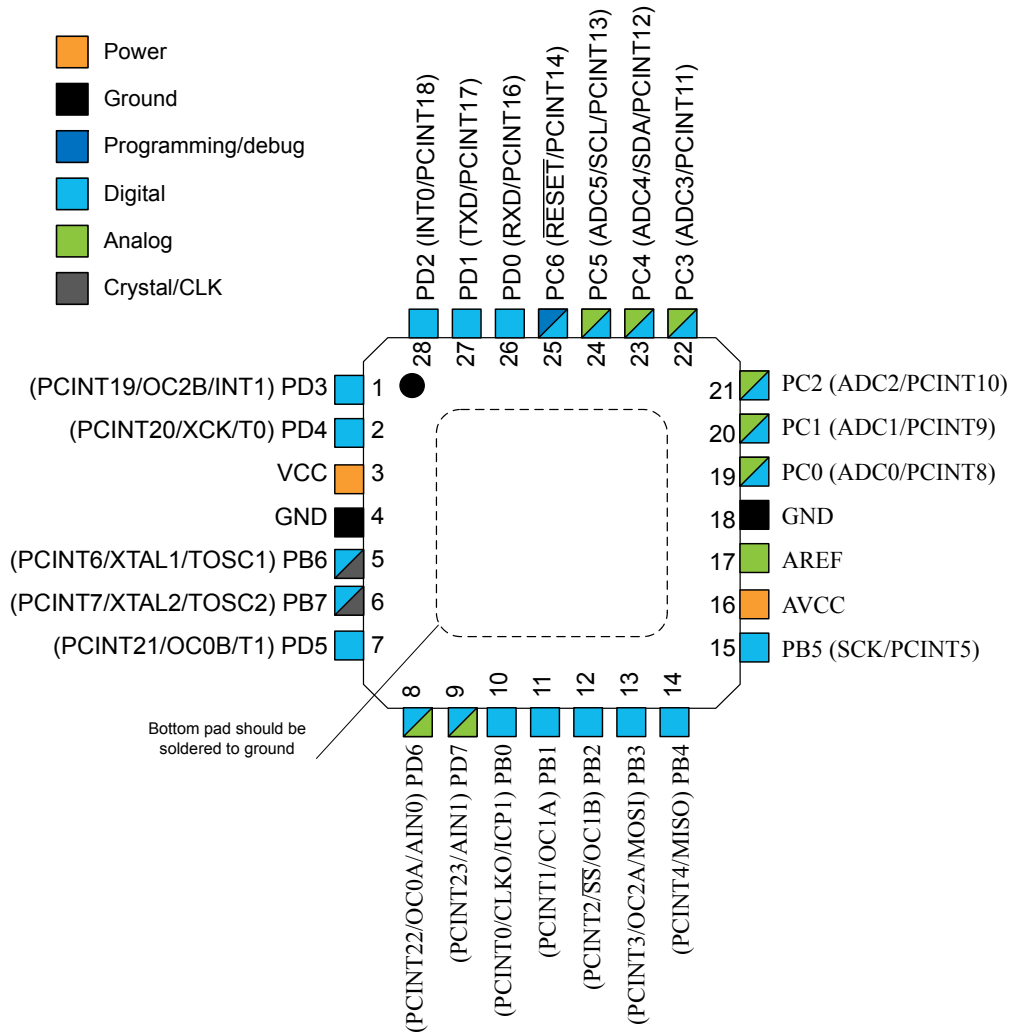 Power
Ground
Programming/debug
Digital
Analog
Crystal/CLK
PD2 (INT0/PCINT18)
PD1 (TXD/PCINT17)
PD0 (RXD/PCINT16)
PC6 (RESET/PCINT14)
PC5 (ADC5/SCL/PCINT13)
PC4 (ADC4/SDA/PCINT12)
PC3 (ADC3/PCINT11)
28
27
26
25
24
23
22
(PCINT19/OC2B/INT1) PD3
1
(PCINT20/XCK/T0) PD4
2
VCC
3
GND
4
(PCINT6/XTAL1/TOSC1) PB6
5
(PCINT7/XTAL2/TOSC2) PB7
6
(PCINT21/OC0B/T1) PD5
7
21
PC2 (ADC2/PCINT10)
20
PC1 (ADC1/PCINT9)
19
PC0 (ADC0/PCINT8)
18
GND
17
AREF
16
AVCC
15
PB5 (SCK/PCINT5)
8
9
10
11
12
13
14
Bottom pad should be
soldered to ground
(PCINT22/OC0A/AIN0) PD6
(PCINT23/AIN1) PD7
(PCINT0/CLKO/ICP1) PB0
(PCINT1/OC1A) PB1
(PCINT2/SS/OC1B) PB2
(PCINT3/OC2A/MOSI) PB3
(PCINT4/MISO) PB4